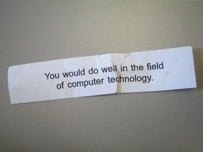 You would do well in the field
of computer technology.